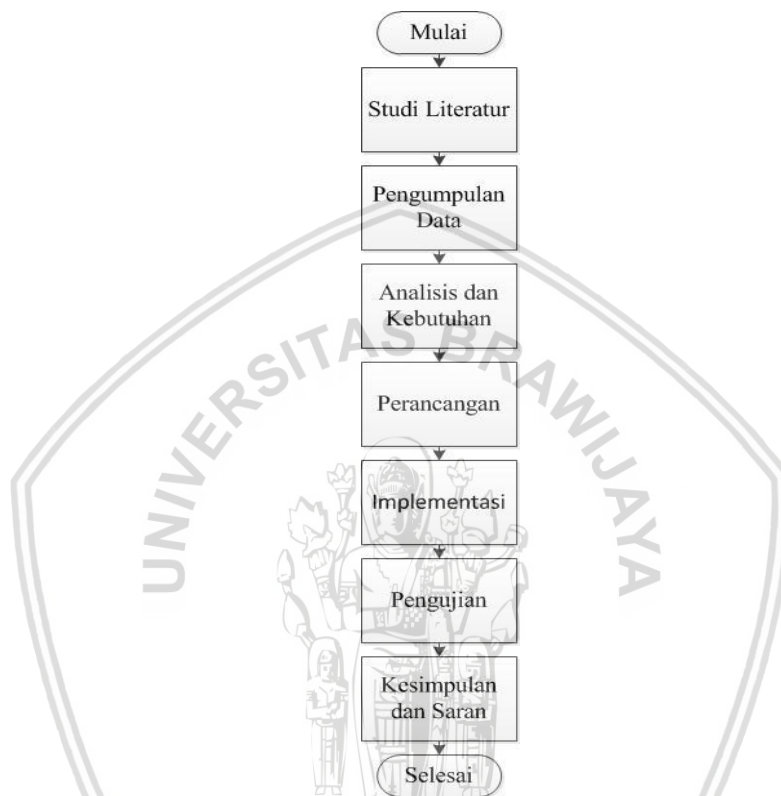 Mulai
Studi Literatur
Pengumpulan
Data
Analisis dan
Kebutuhan
UNIVERSITAS BRAWIJAYA
Perancangan
Implementasi
Pengujian
Kesimpulan
dan Saran
Selesai